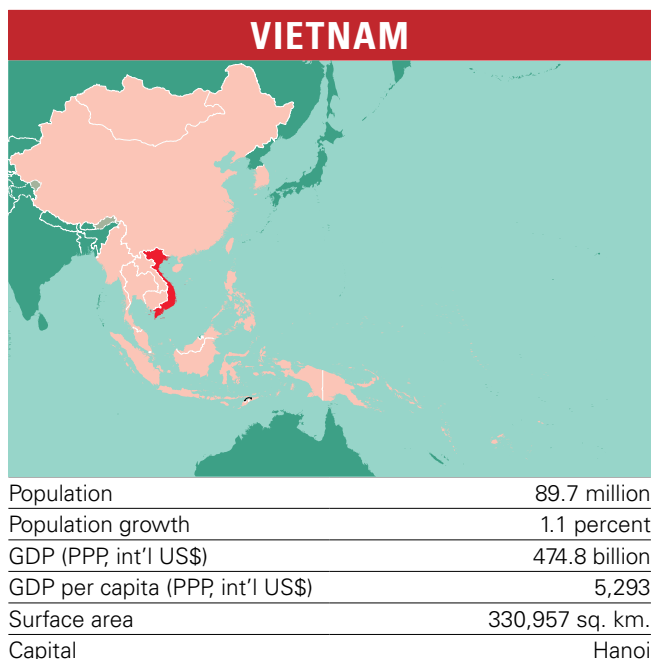 VIETNAM
Population 89.7 million
Population growth 1.1 percent
GDP (PPP, int'l US$) 474.8 billion
GDP per capita (PPP, int'l US$) 5,293
Surface area 330,957 sq. km.
Capital Hanoi